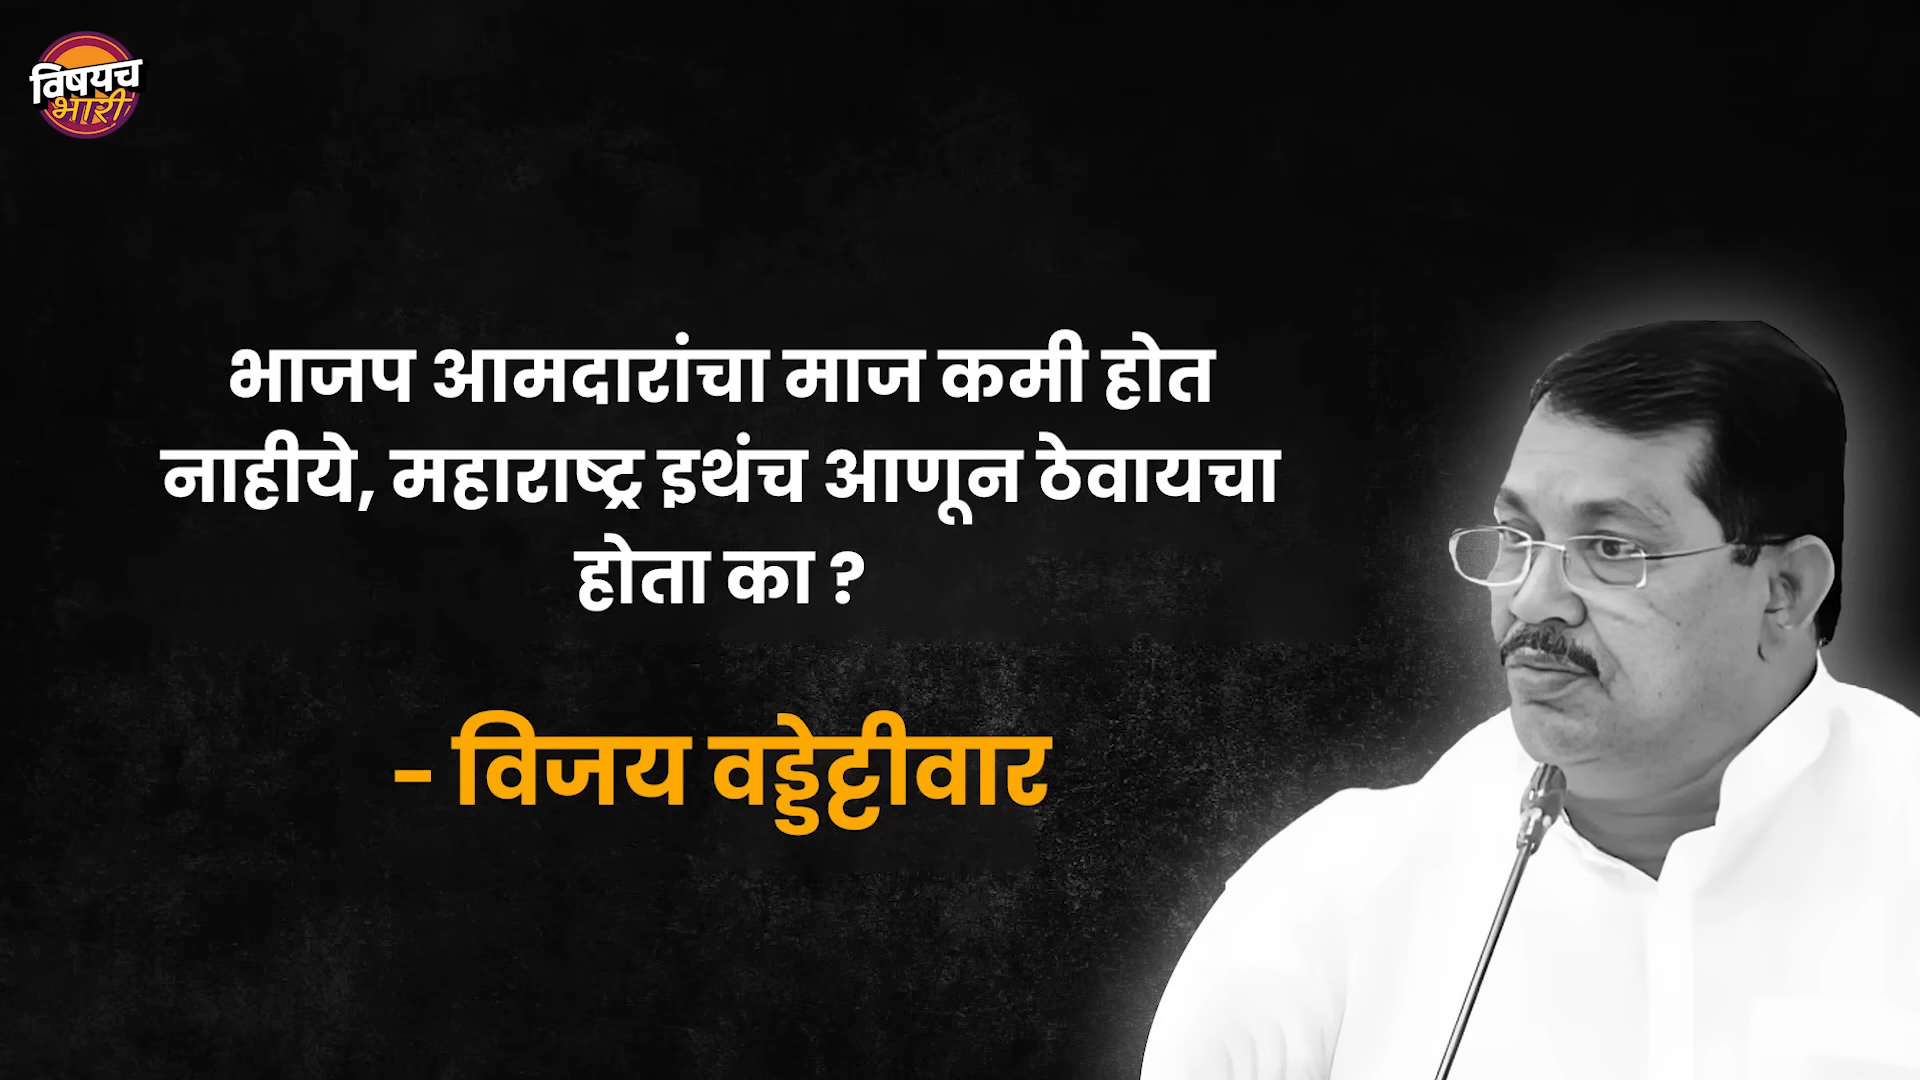 विषयच
भारी
भाजप आमदारांचा माज कमी होत
नाहीये, महाराष्ट्र इथंच आणून ठेवायचा
होता का ?
- विजय वड्डेट्टीवार